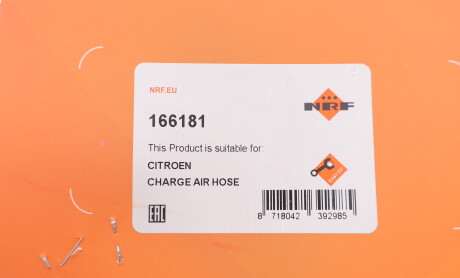 NRF.EU
NRF
166181
This Product is suitable for
CITROEN
CHARGE AIR HOSE
EAC
8 718042 392985